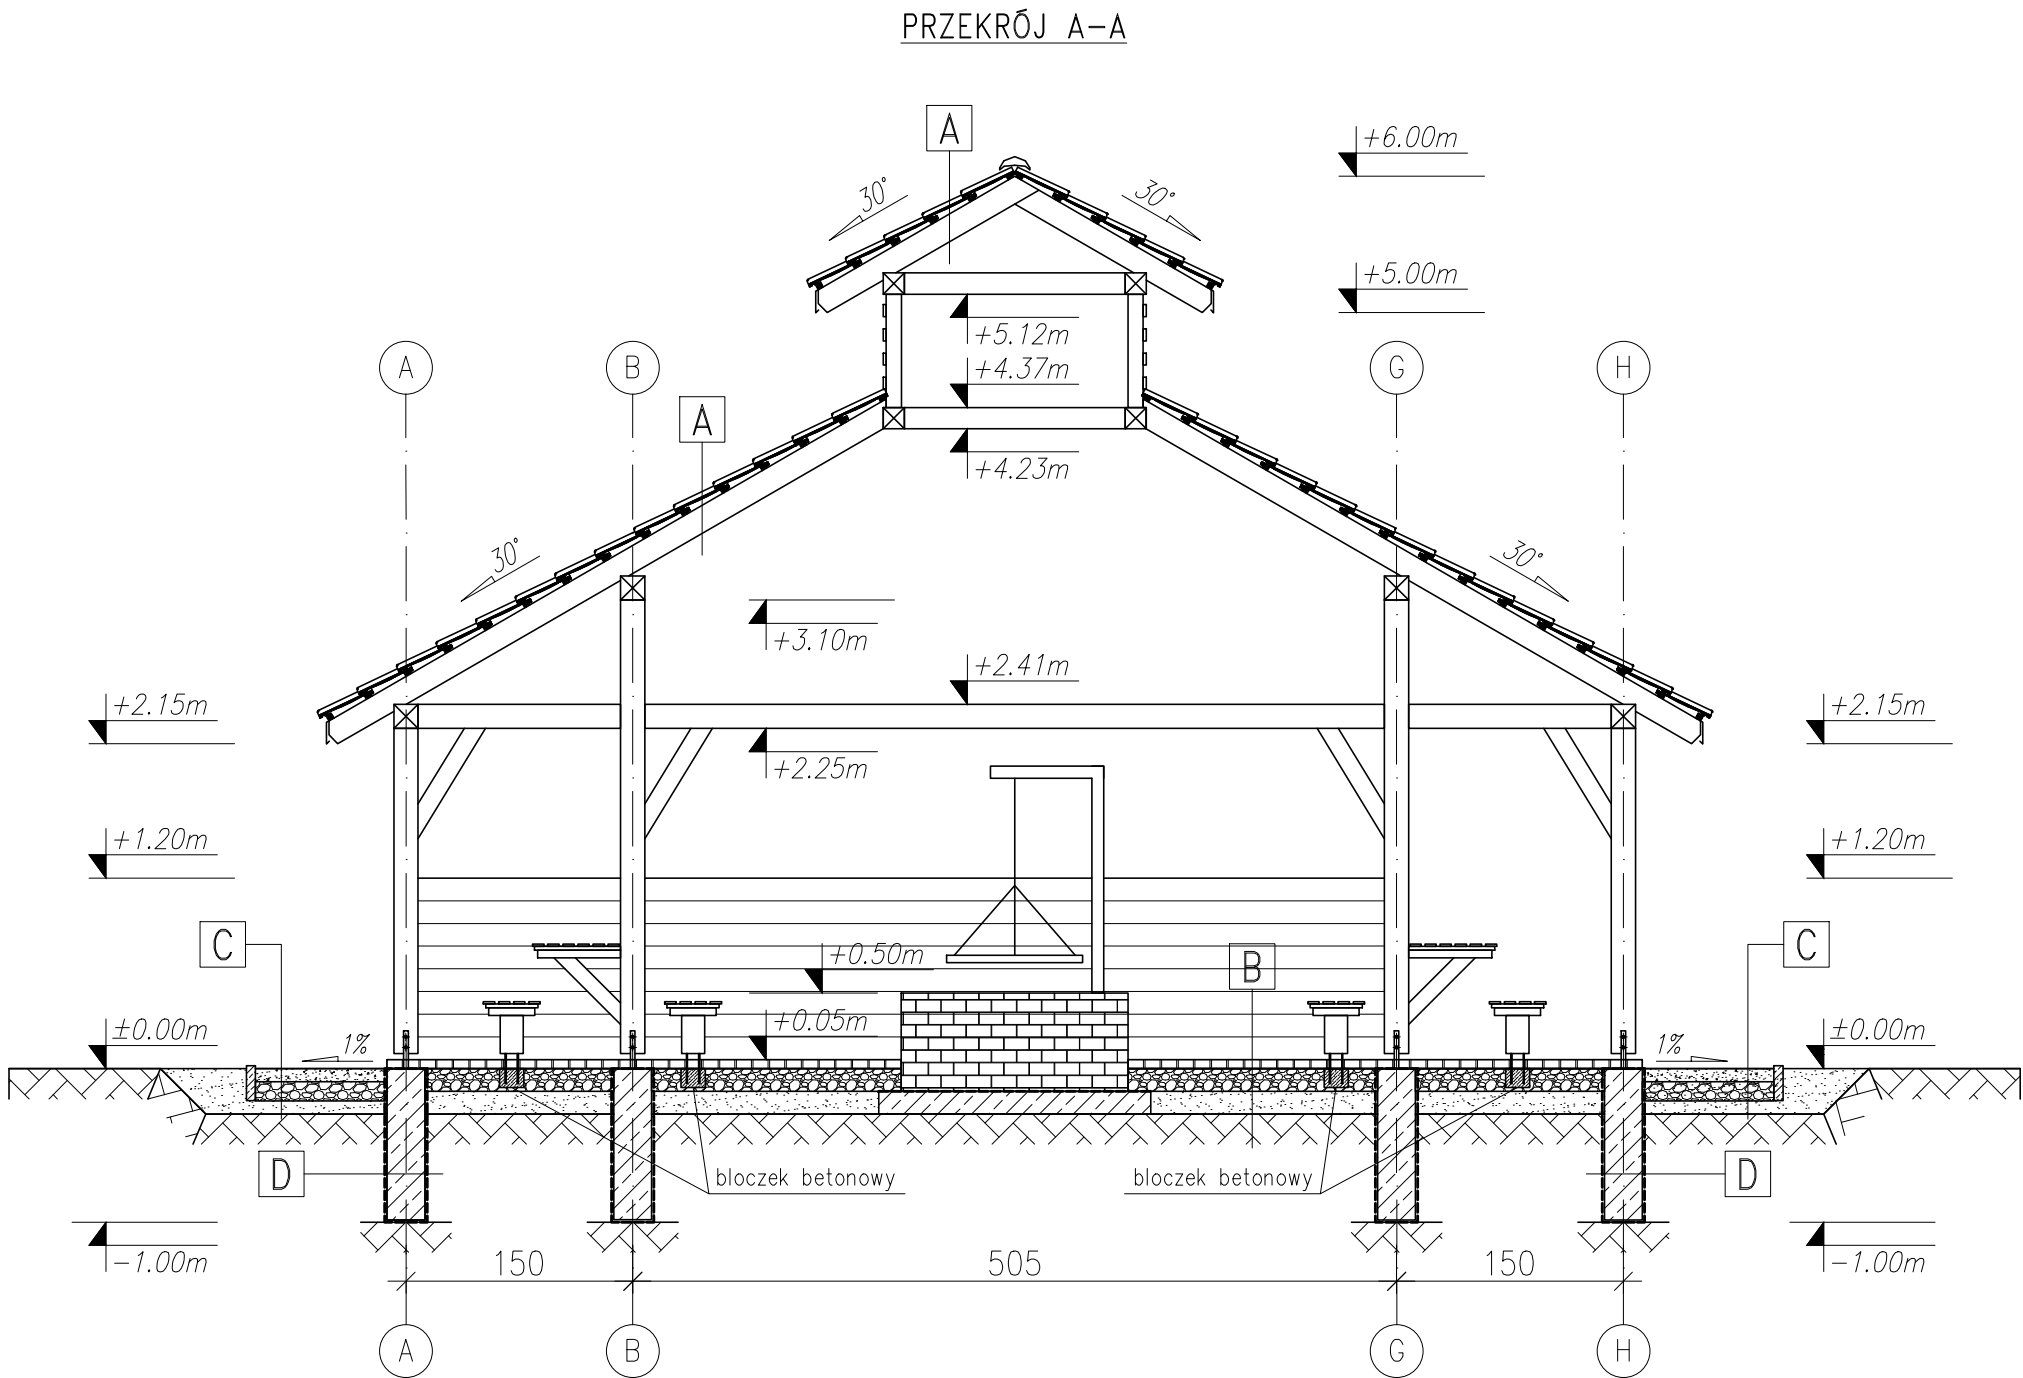 PRZEKRÓJ A-A
A
+6.00m
30°
30°
+5.00m
+5.12m
A
B
+4.37m
G
H
A
+4.23m
30°
30°
+3.10m
+2.41m
+2.15m
+2.15m
+2.25m
+1.20m
+1.20m
C
+0.50m
B
C
±0.00m
1%
+0.05m
1%
±0.00m
D
bloczek betonowy
bloczek betonowy
D
-1.00m
150
505
150
-1.00m
A
B
G
H